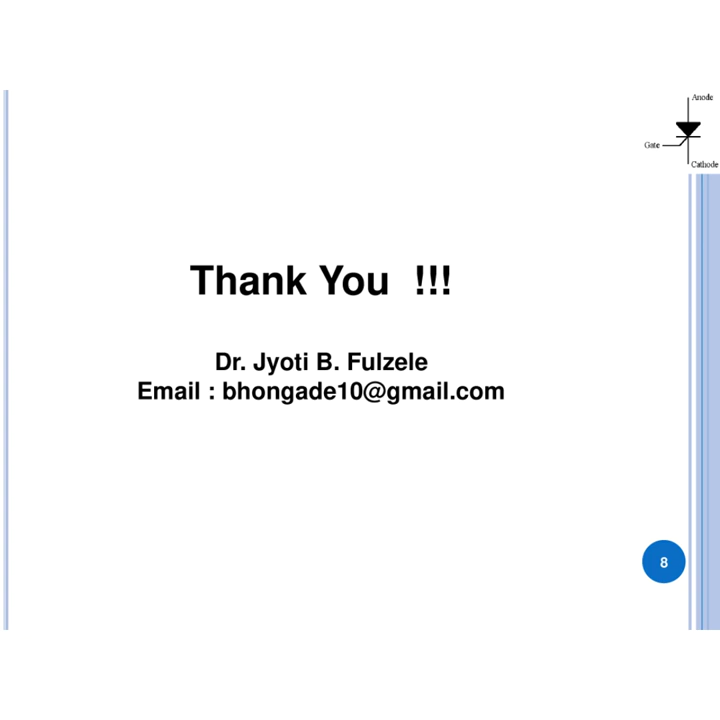 Anode
Gate
Cathode
Thank You !!!
Dr. Jyoti B. Fulzele
Email : bhongade10@gmail.com
8